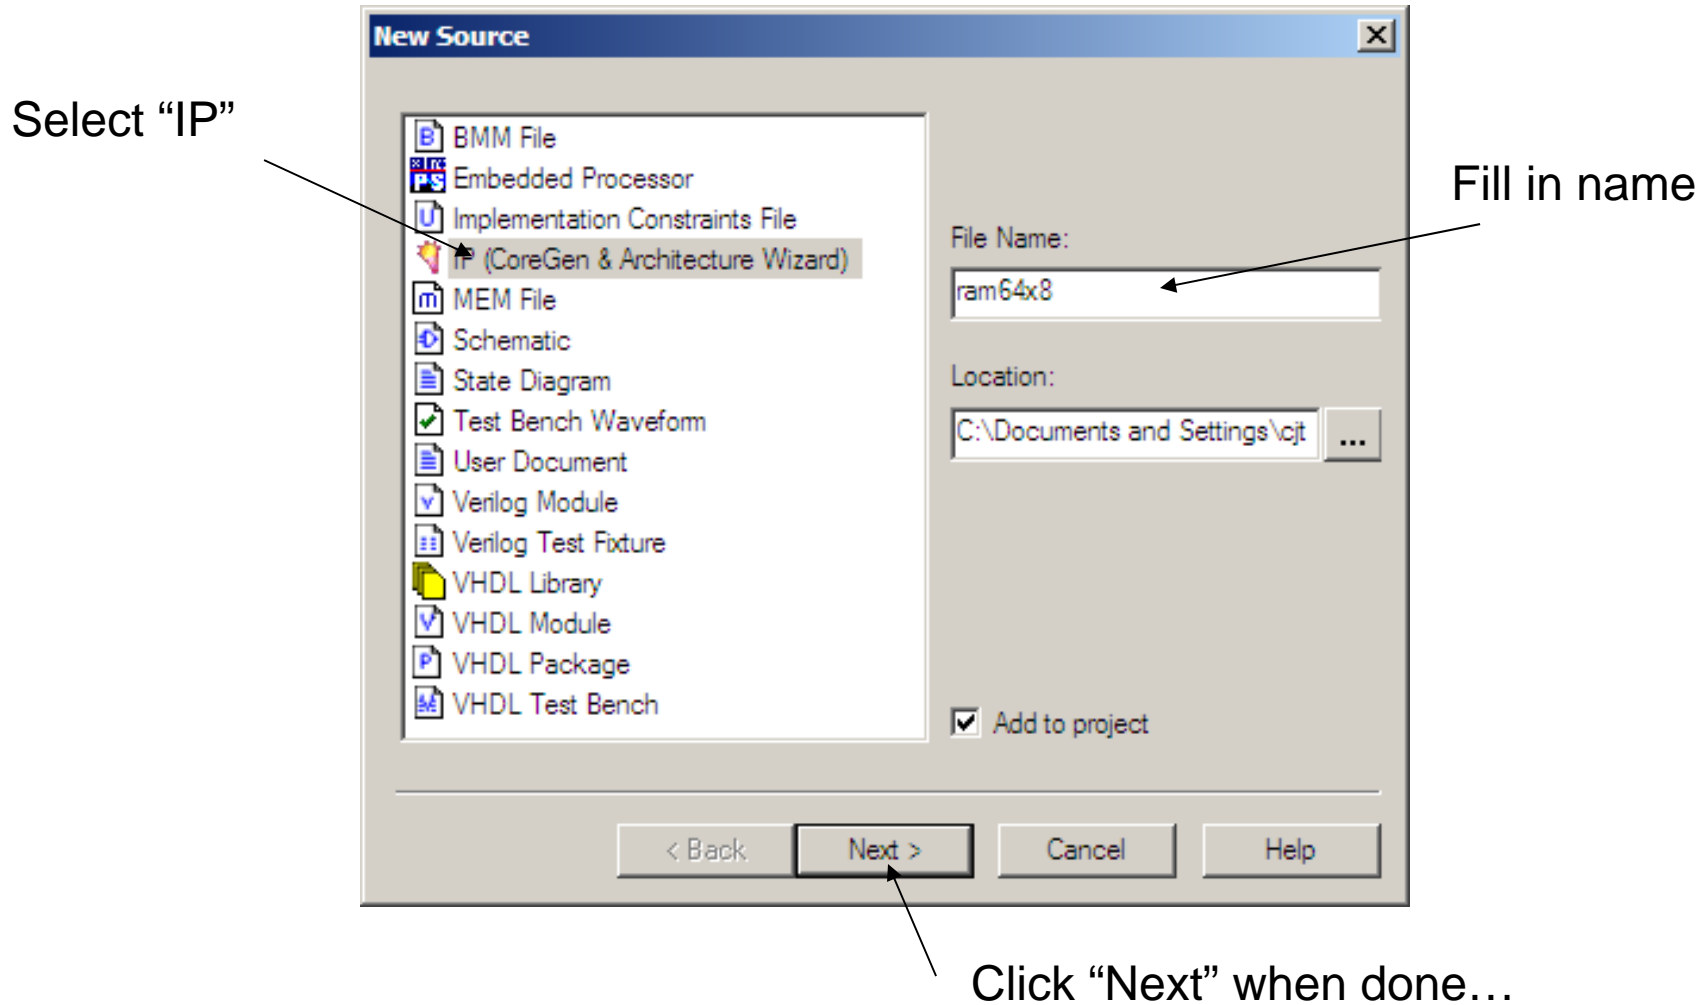 New Source
Select “IP”
BMM File
Embedded Processor
Implementation Constraints File
IP (CoreGen & Architecture Wizard)
MEM File
Schematic
State Diagram
Test Bench Waveform
User Document
Verilog Module
Verilog Test Fixture
VHDL Library
VHDL Module
VHDL Package
VHDL Test Bench
Fill in name
File Name:
ram64x8
Location:
C:\Documents and Settings\cjt
...
Add to project
< Back
Next >
Cancel
Help
Click “Next” when done…